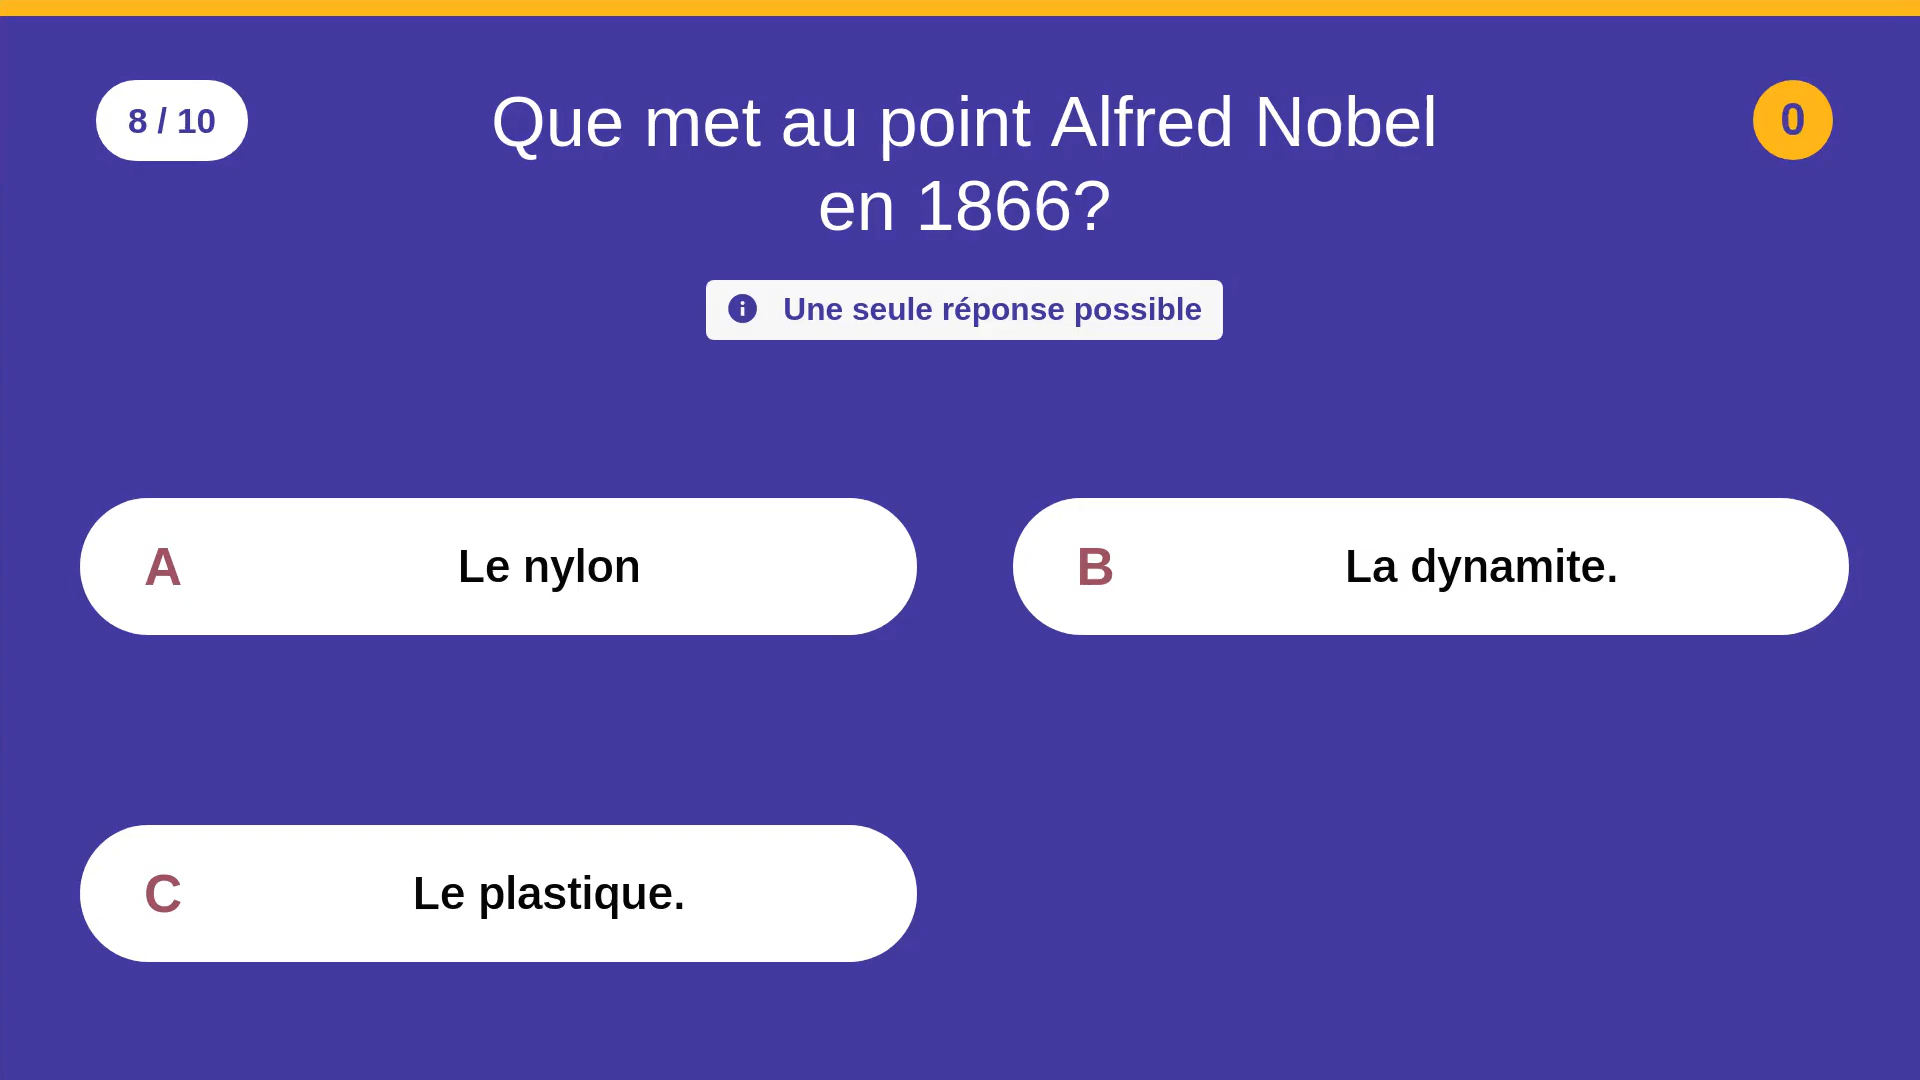 8 / 10
Que met au point Alfred Nobel
en 1866?
0
Une seule réponse possible
A Le nylon
B La dynamite.
C Le plastique.